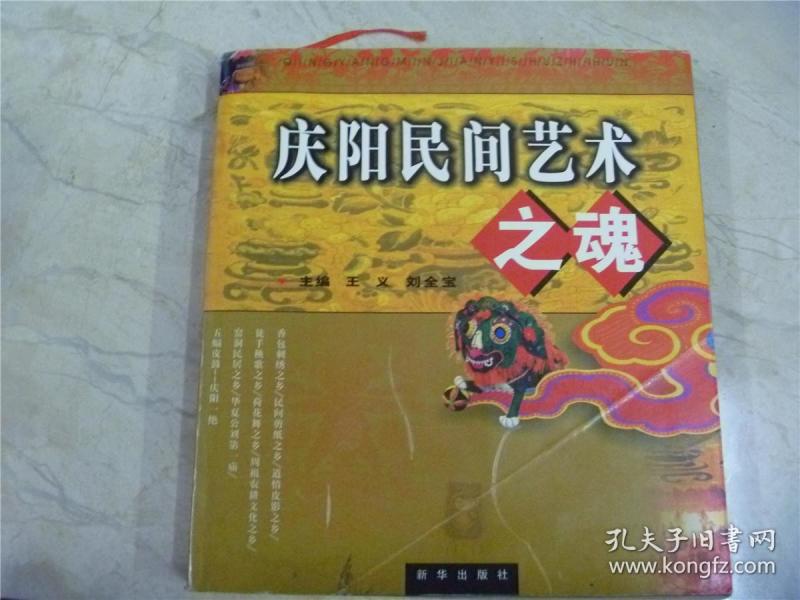 QINGYANGMINJIANYISHUZHIHUN
庆阳民间艺术
之魂
主编 王 义 刘全宝
香包刺绣之乡/民间剪纸之乡/道情皮影之乡/
徒手秧歌之乡/荷花舞之乡/周祖农耕文化之乡/
窑洞民居之乡/华夏公刘第一庙/
五蝠皮鼓——庆阳一绝
新华出版社
孔夫子旧书网
www.kongfz.com